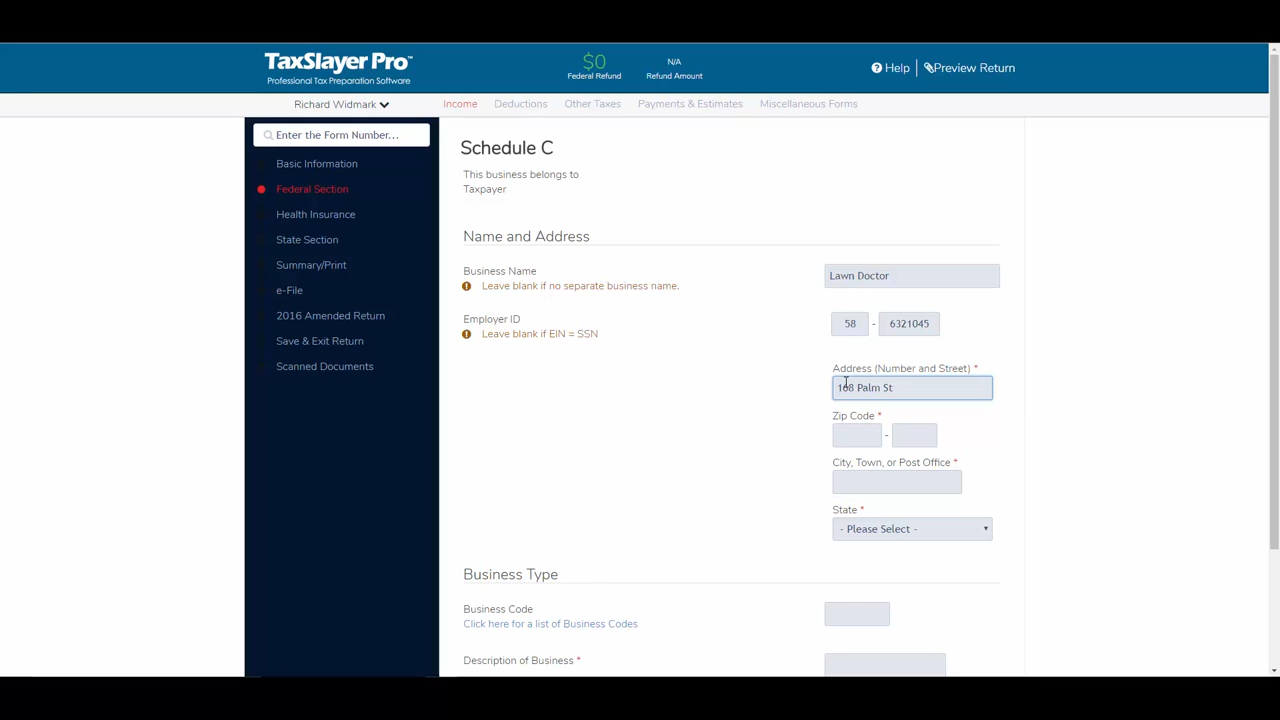 TaxSlayer Pro™
Professional Tax Preparation Software
$0
Federal Refund
N/A
Refund Amount
Help | Preview Return
Richard Widmark
Income Deductions Other Taxes Payments & Estimates Miscellaneous Forms
Enter the Form Number...
Basic Information
Federal Section
Health Insurance
State Section
Summary/Print
e-File
2016 Amended Return
Save & Exit Return
Scanned Documents
Schedule C
This business belongs to
Taxpayer
Name and Address
Business Name
Leave blank if no separate business name.
Lawn Doctor
Employer ID
Leave blank if EIN = SSN
58 - 6321045
Address (Number and Street) *
168 Palm St
Zip Code *
-
City, Town, or Post Office *
State *
- Please Select -
Business Type
Business Code
Click here for a list of Business Codes
Description of Business *